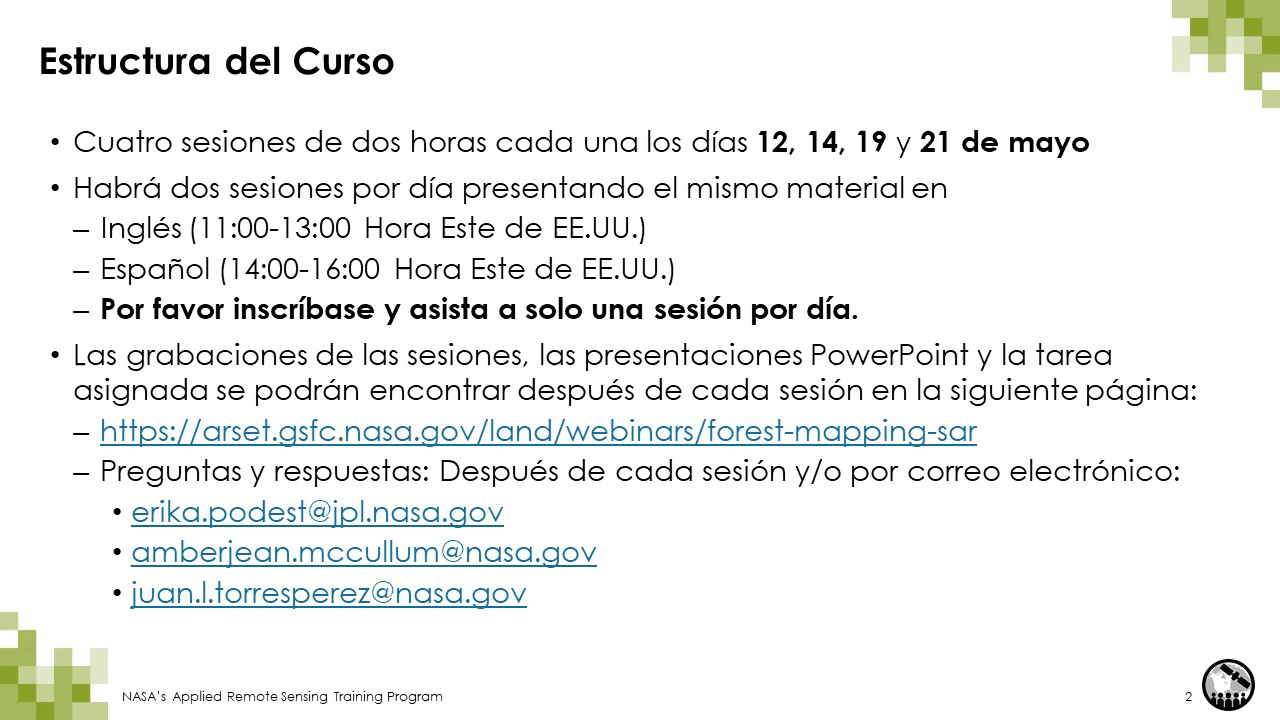 Estructura del Curso
• Cuatro sesiones de dos horas cada una los días 12, 14, 19 y 21 de mayo
• Habrá dos sesiones por día presentando el mismo material en
– Inglés (11:00-13:00 Hora Este de EE.UU.)
– Español (14:00-16:00 Hora Este de EE.UU.)
– Por favor inscríbase y asista a solo una sesión por día.
• Las grabaciones de las sesiones, las presentaciones PowerPoint y la tarea
asignada se podrán encontrar después de cada sesión en la siguiente página:
– https://arset.gsfc.nasa.gov/land/webinars/forest-mapping-sar
– Preguntas y respuestas: Después de cada sesión y/o por correo electrónico:
• erika.podest@jpl.nasa.gov
• amberjean.mccullum@nasa.gov
• juan.l.torresperez@nasa.gov
NASA's Applied Remote Sensing Training Program
2